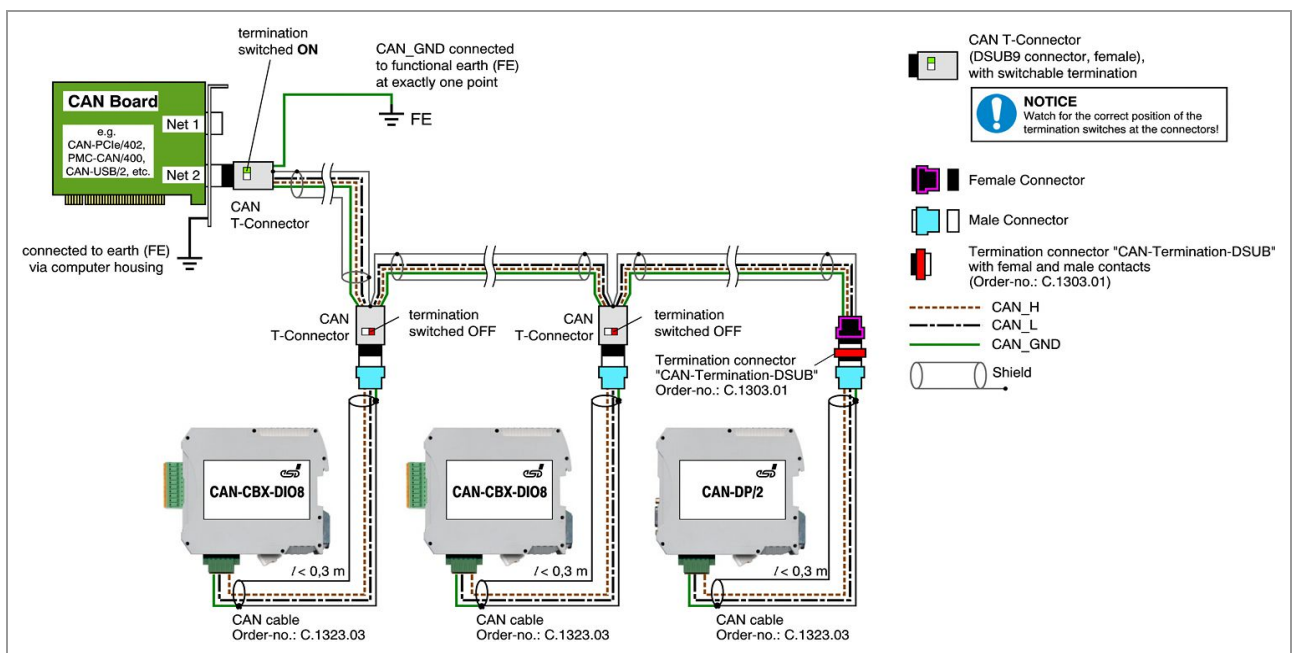 termination
switched ON
CAN_GND connected
to functional earth (FE)
at exactly one point
FE
CAN Board
e.g.
CAN-PCIe/402,
PMC-CAN/400,
CAN-USB/2, etc.
Net 1
Net 2
CAN
T-Connector
connected to earth (FE)
via computer housing
CAN
T-Connector
termination
switched OFF
CAN
T-Connector
termination
switched OFF
Termination connector
"CAN-Termination-DSUB"
Order-no.: C.1303.01
esd
CAN-CBX-DIO8
esd
CAN-CBX-DIO8
esd
CAN-DP/2
l < 0,3 m
l < 0,3 m
l < 0,3 m
CAN cable
Order-no.: C.1323.03
CAN cable
Order-no.: C.1323.03
CAN cable
Order-no.: C.1323.03
CAN T-Connector
(DSUB9 connector, female),
with switchable termination
NOTICE
Watch for the correct position of the
termination switches at the connectors!
Female Connector
Male Connector
Termination connector "CAN-Termination-DSUB"
with femal and male contacts
(Order-no.: C.1303.01)
CAN_H
CAN_L
CAN_GND
Shield